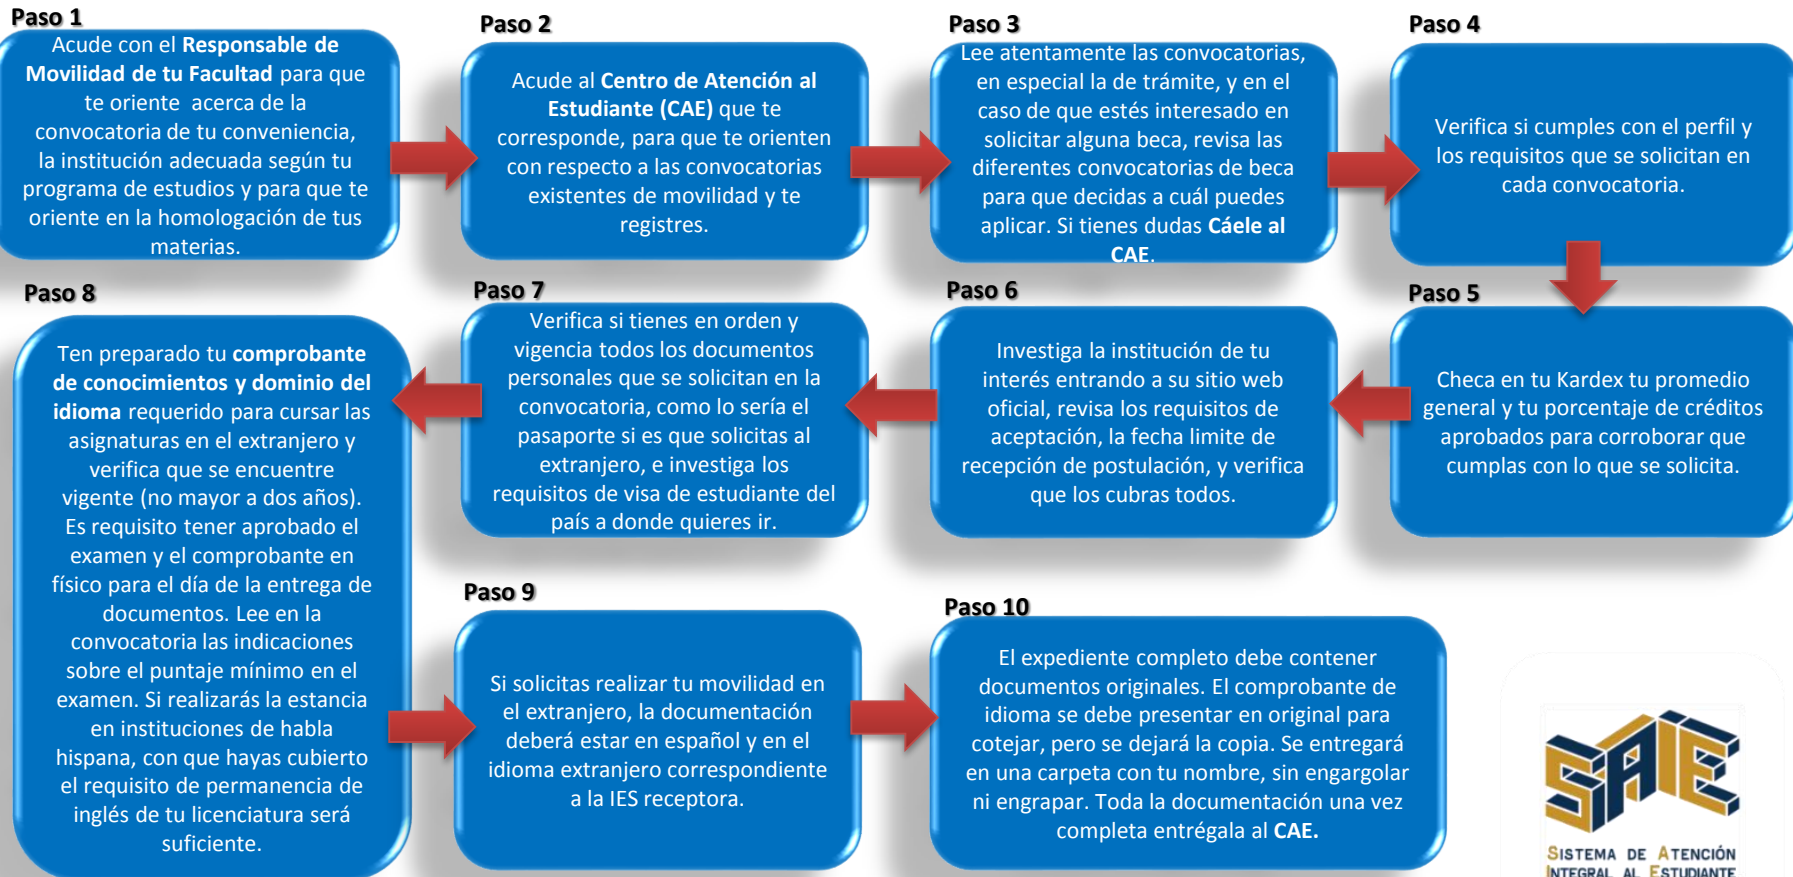 Paso 1
Acude con el Responsable de
Movilidad de tu Facultad para que
te oriente acerca de la
convocatoria de tu conveniencia,
la institución adecuada según tu
programa de estudios y para que te
oriente en la homologación de tus
materias.
Paso 2
Acude al Centro de Atención al
Estudiante (CAE) que te
corresponde, para que te orienten
con respecto a las convocatorias
existentes de movilidad y te
registres.
Paso 3
Lee atentamente las convocatorias,
en especial la de trámite, y en el
caso de que estés interesado en
solicitar alguna beca, revisa las
diferentes convocatorias de beca
para que decidas a cuál puedes
aplicar. Si tienes dudas Cáele al
CAE.
Paso 4
Verifica si cumples con el perfil y
los requisitos que se solicitan en
cada convocatoria.
Paso 5
Checa en tu Kardex tu promedio
general y tu porcentaje de créditos
aprobados para corroborar que
cumplas con lo que se solicita.
Paso 6
Investiga la institución de tu
interés entrando a su sitio web
oficial, revisa los requisitos de
aceptación, la fecha limite de
recepción de postulación, y verifica
que los cubras todos.
Paso 7
Verifica si tienes en orden y
vigencia todos los documentos
personales que se solicitan en la
convocatoria, como lo sería el
pasaporte si es que solicitas al
extranjero, e investiga los
requisitos de visa de estudiante del
país a donde quieres ir.
Paso 8
Ten preparado tu comprobante
de conocimientos y dominio del
idioma requerido para cursar las
asignaturas en el extranjero y
verifica que se encuentre
vigente (no mayor a dos años).
Es requisito tener aprobado el
examen y el comprobante en
físico para el día de la entrega de
documentos. Lee en la
convocatoria las indicaciones
sobre el puntaje mínimo en el
examen. Si realizarás la estancia
en instituciones de habla
hispana, con que hayas cubierto
el requisito de permanencia de
inglés de tu licenciatura será
suficiente.
Paso 9
Si solicitas realizar tu movilidad en
el extranjero, la documentación
deberá estar en español y en el
idioma extranjero correspondiente
a la IES receptora.
Paso 10
El expediente completo debe contener
documentos originales. El comprobante de
idioma se debe presentar en original para
cotejar, pero se dejará la copia. Se entregará
en una carpeta con tu nombre, sin engargolar
ni engrapar. Toda la documentación una vez
completa entrégala al CAE.
SAIE
SISTEMA DE ATENCIÓN
INTEGRAL AL ESTUDIANTE